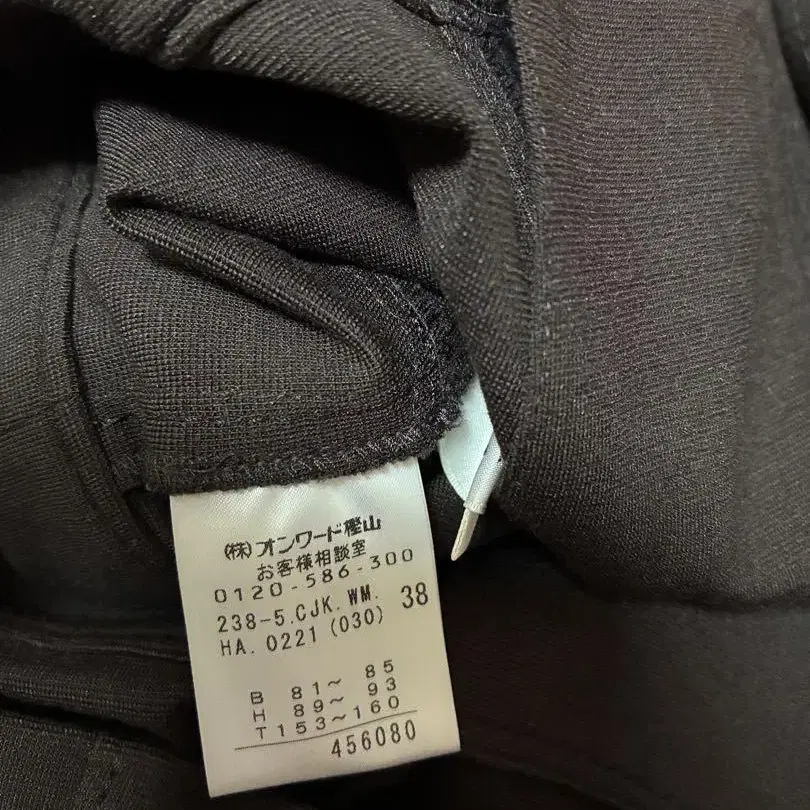 (株)オンワード樫山
お客様相談室
0120-586-300
238-5.CJK.WM. 38
HA.0221(030)
B 81~ 85
H 89~ 93
T153~160
456080